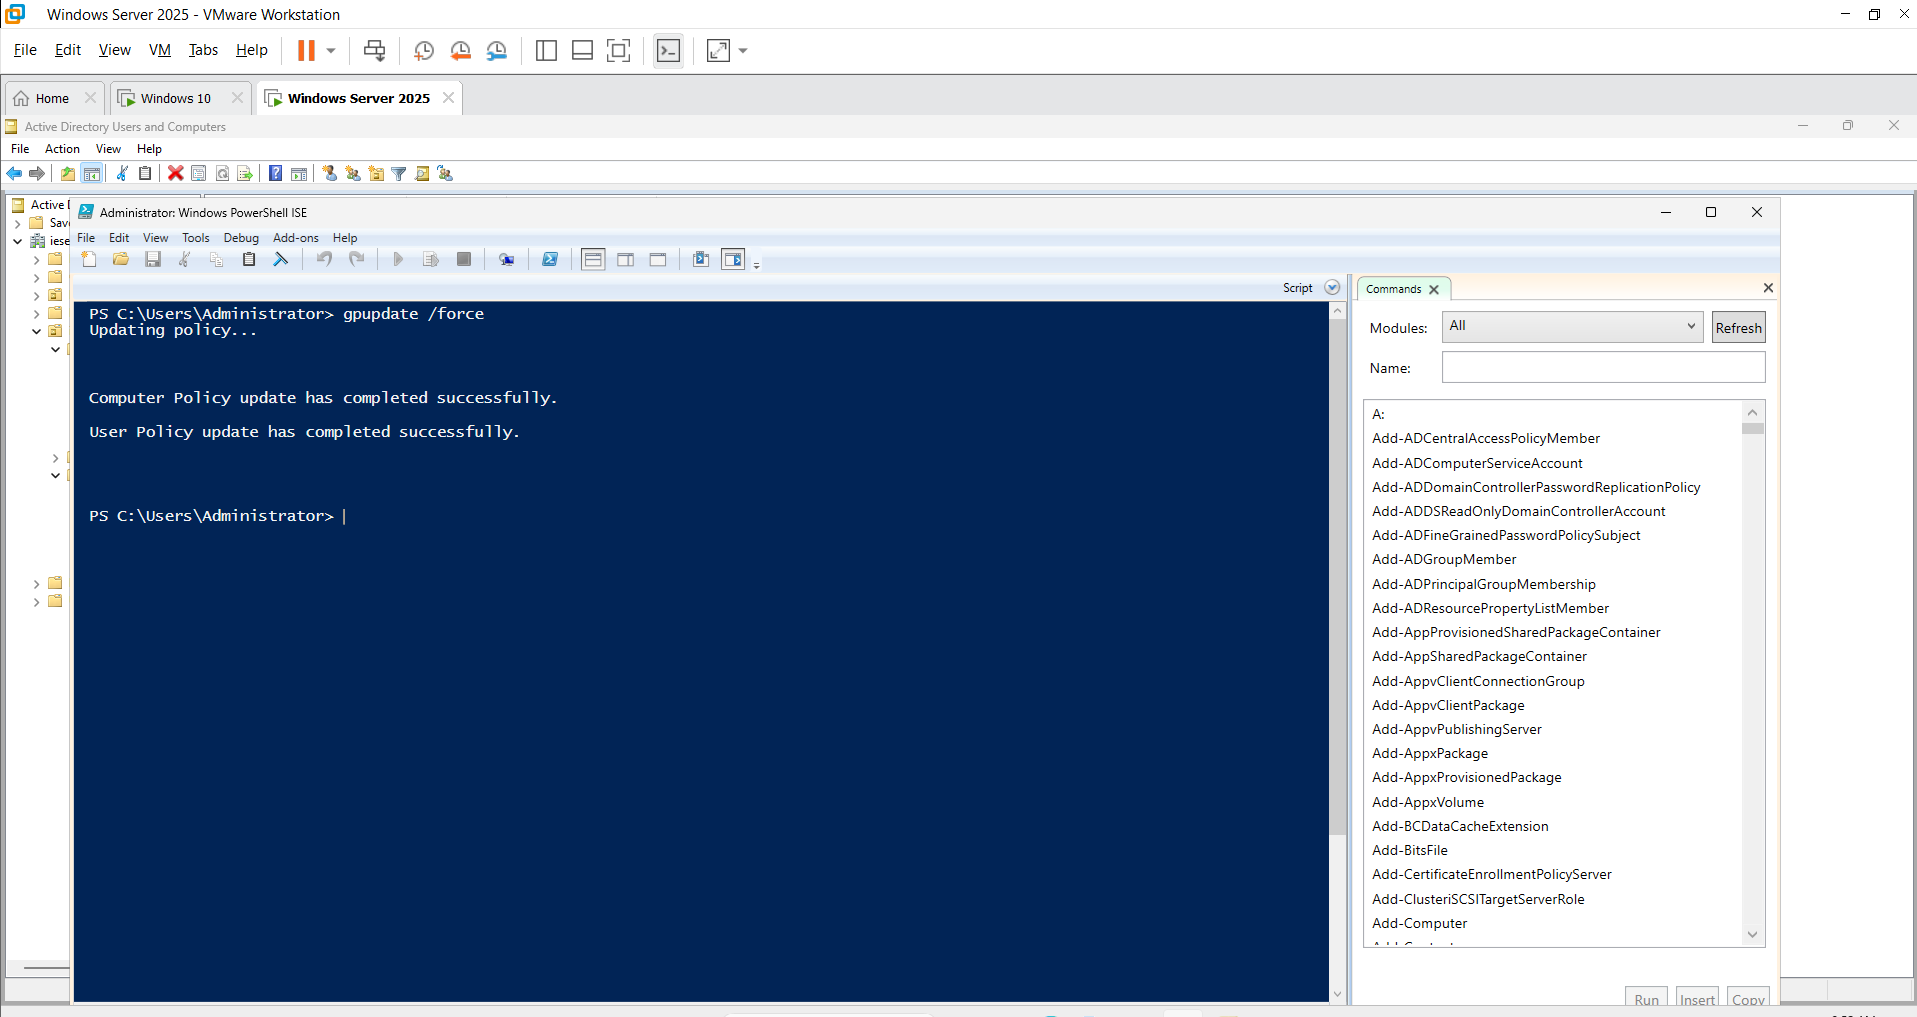 Windows Server 2025 - VMware Workstation
File Edit View VM Tabs Help
Home Windows 10 Windows Server 2025
Active Directory Users and Computers
File Action View Help
Active
Save
iese
Administrator: Windows PowerShell ISE
File Edit View Tools Debug Add-ons Help
Script
PS C:\Users\Administrator> gpupdate /force
Updating policy...
Computer Policy update has completed successfully.
User Policy update has completed successfully.
PS C:\Users\Administrator>
Commands
Modules: All Refresh
Name:
A:
Add-ADCentralAccessPolicyMember
Add-ADComputerServiceAccount
Add-ADDomainControllerPasswordReplicationPolicy
Add-ADDSReadOnlyDomainControllerAccount
Add-ADFineGrainedPasswordPolicySubject
Add-ADGroupMember
Add-ADPrincipalGroupMembership
Add-ADResourcePropertyListMember
Add-AppProvisionedSharedPackageContainer
Add-AppSharedPackageContainer
Add-AppvClientConnectionGroup
Add-AppvClientPackage
Add-AppvPublishingServer
Add-AppxPackage
Add-AppxProvisionedPackage
Add-AppxVolume
Add-BCDataCacheExtension
Add-BitsFile
Add-CertificateEnrollmentPolicyServer
Add-ClusteriSCSITargetServerRole
Add-Computer
Run Insert Copy